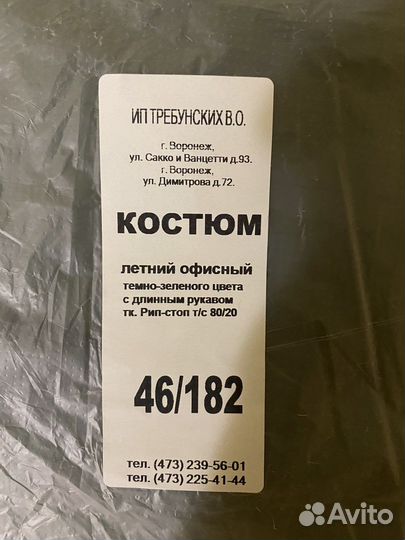 ИП ТРЕБУНСКИХ В.О.
г. Воронеж,
ул. Сакко и Ванцетти д.93.
г. Воронеж,
ул. Димитрова д.72.
КОСТЮМ
летний офисный
темно-зеленого цвета
с длинным рукавом
тк. Рип-стоп т/с 80/20
46/182
тел. (473) 239-56-01
тел. (473) 225-41-44
Avito